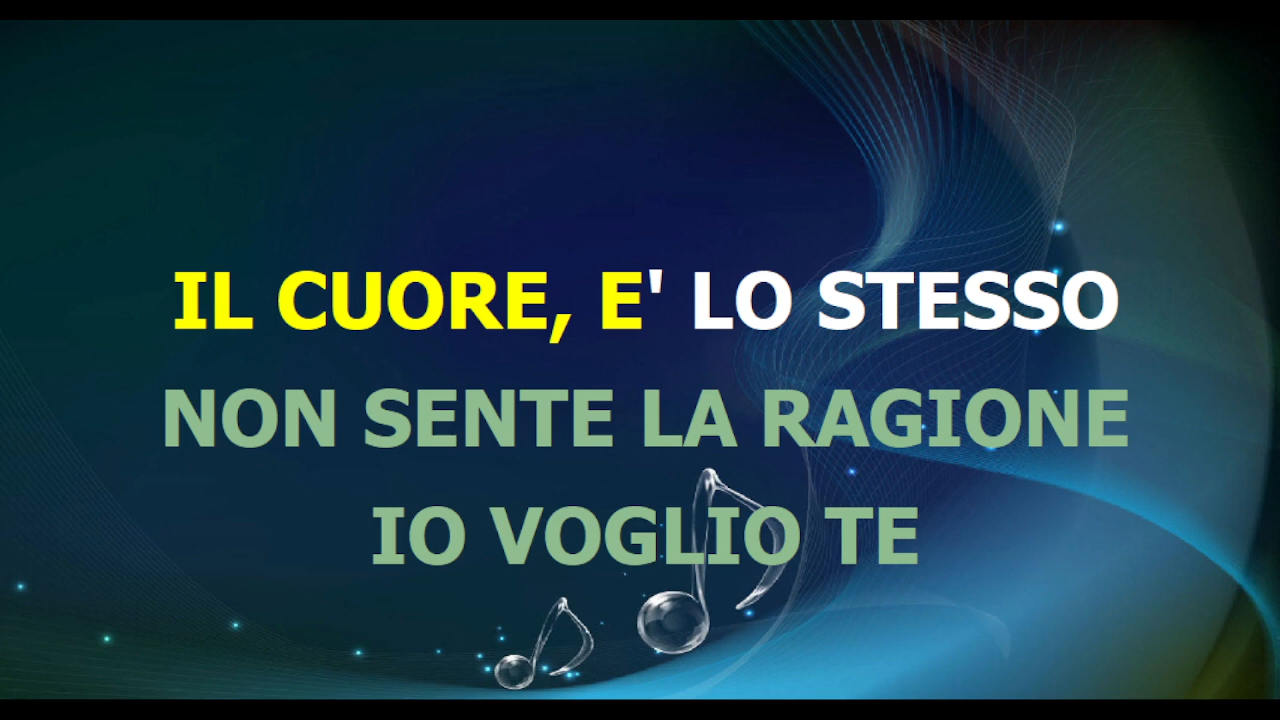 IL CUORE, E' LO STESSO
NON SENTE LA RAGIONE
IO VOGLIO TE